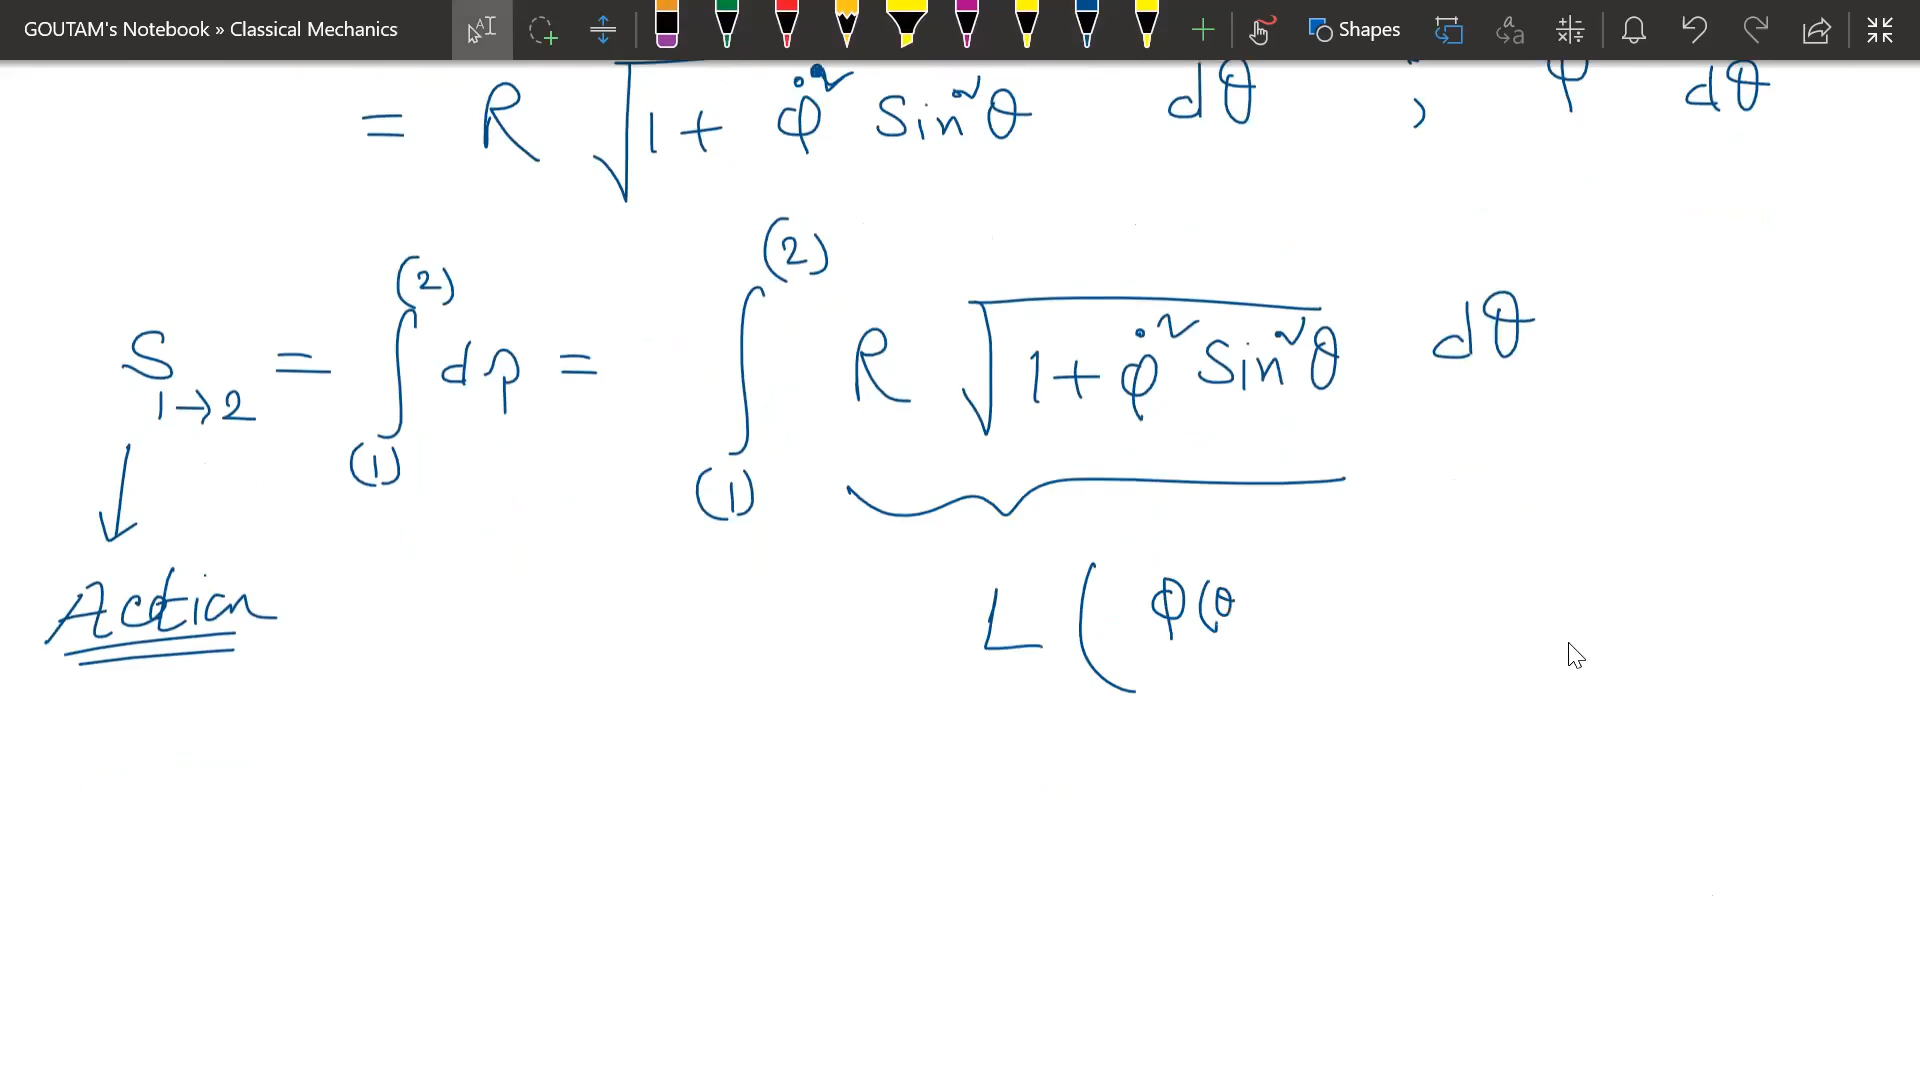 GOUTAM's Notebook » Classical Mechanics Shapes
= R √(1 + φ̇² Sin²θ) dθ ; φ dθ
S₁→₂ = ∫₍₁₎⁽²⁾ dρ = ∫₍₁₎⁽²⁾ R √(1 + φ̇² Sin²θ) dθ
Action
L ( φ(θ